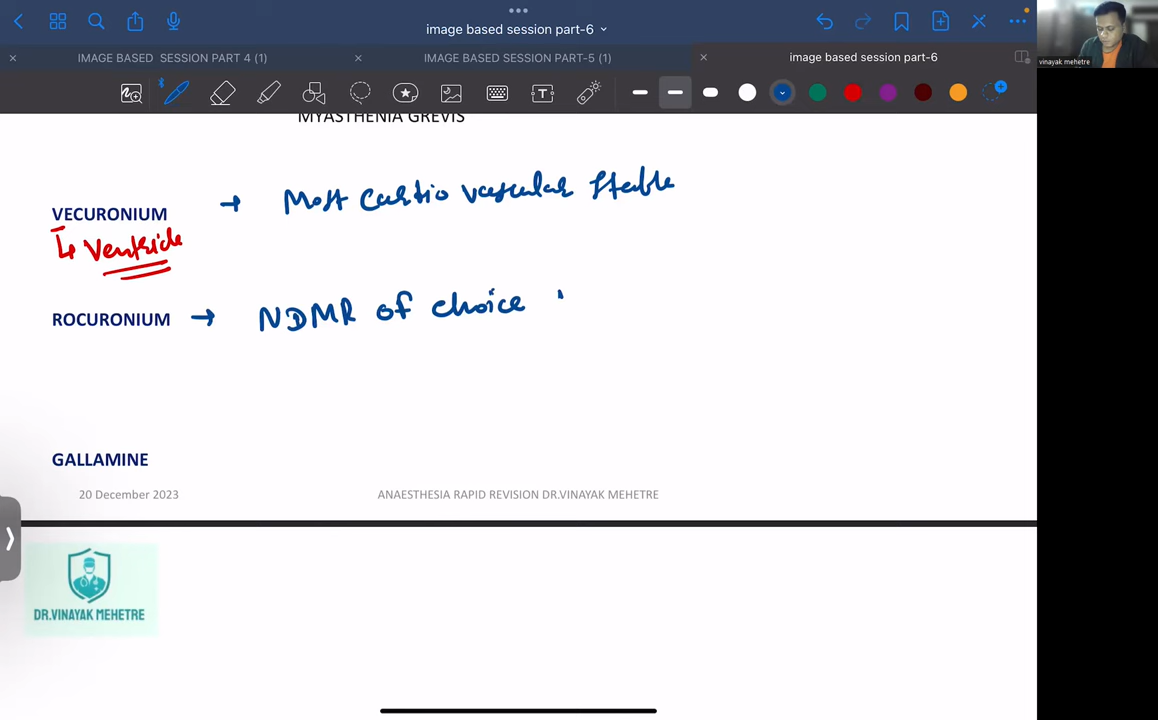 image based session part-6
IMAGE BASED SESSION PART 4 (1)
IMAGE BASED SESSION PART-5 (1)
image based session part-6
vinayak mehetre
MYASTHENIA GREVIS
VECURONIUM → Most Cardio vascular stable
↳ Ventricle
ROCURONIUM → NDMR of choice
GALLAMINE
20 December 2023
ANAESTHESIA RAPID REVISION DR.VINAYAK MEHETRE
DR.VINAYAK MEHETRE